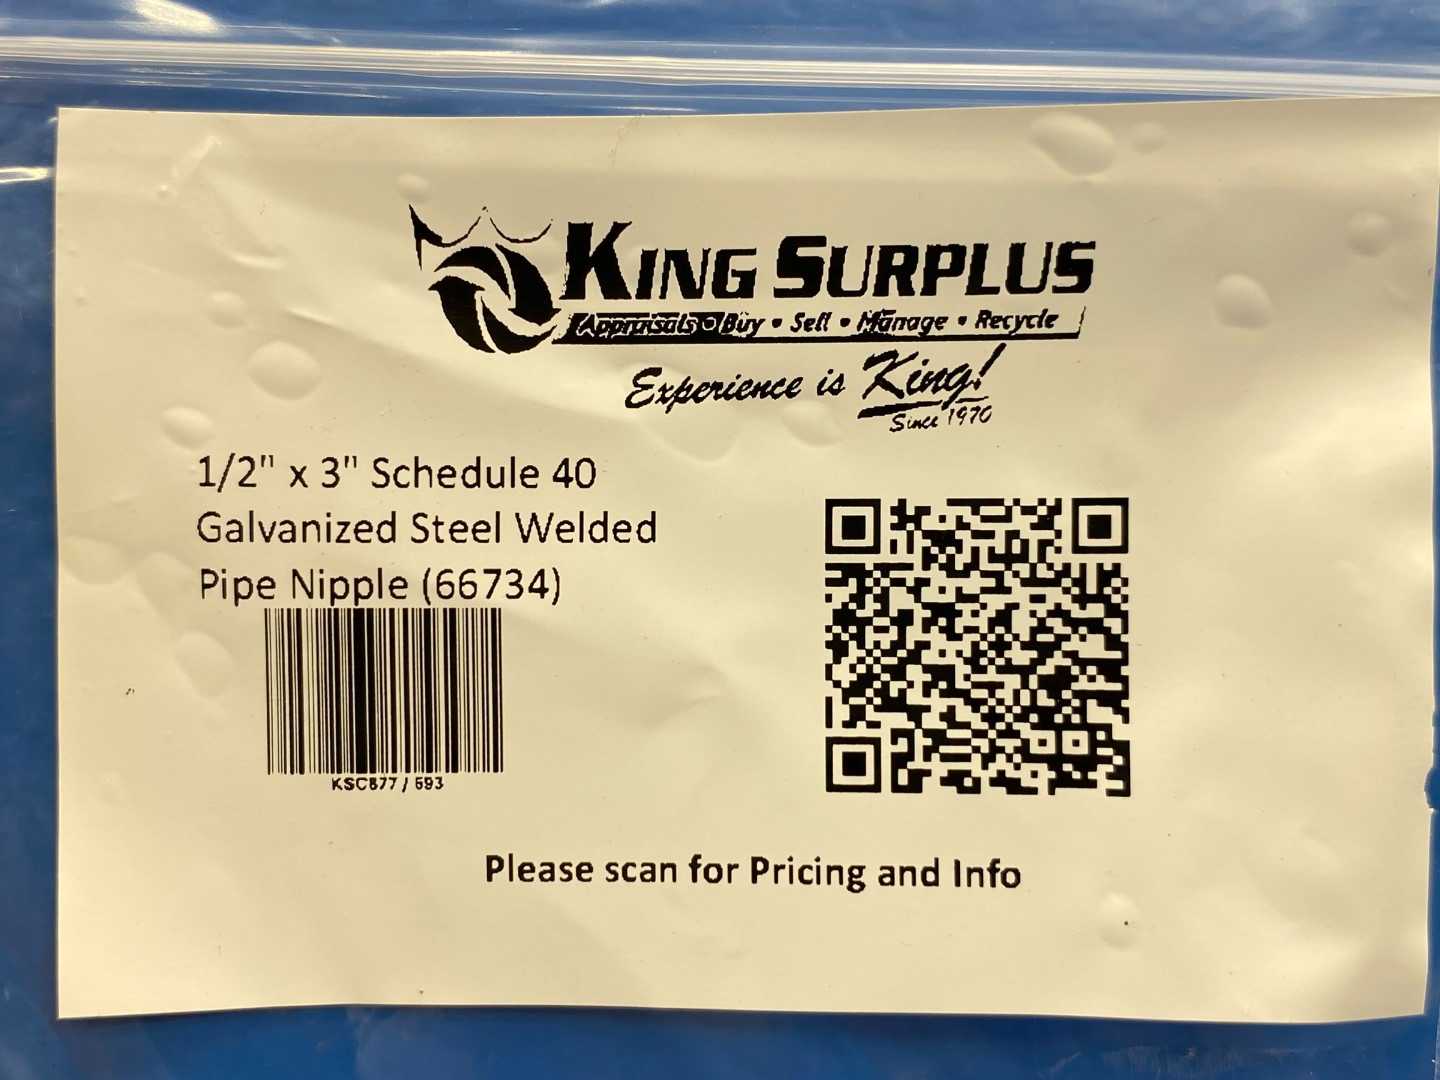 KING SURPLUS
Appraisals • Buy • Sell • Manage • Recycle
Experience is King!
Since 1970
1/2" x 3" Schedule 40
Galvanized Steel Welded
Pipe Nipple (66734)
KSC877 / 693
Please scan for Pricing and Info